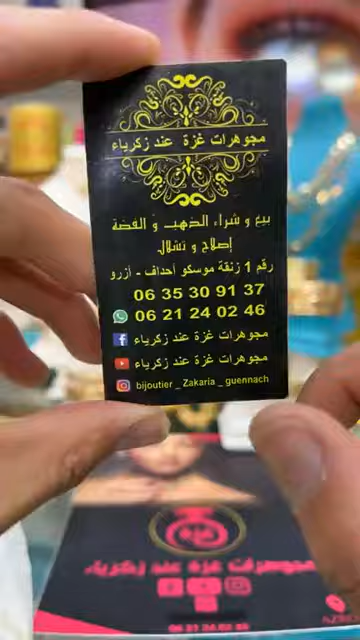 مجوهرات غزة عند زكرياء
بيع و شراء الذهب و الفضة
إصلاح و تشلال
رقم 1 زنقة موسكو أحداف - أزرو
06 35 30 91 37
06 21 24 02 46
مجوهرات غزة عند زكرياء
مجوهرات غزة عند زكرياء
bijoutier _ Zakaria _ guennach
غزة
مجوهرات غزة عند زكرياء